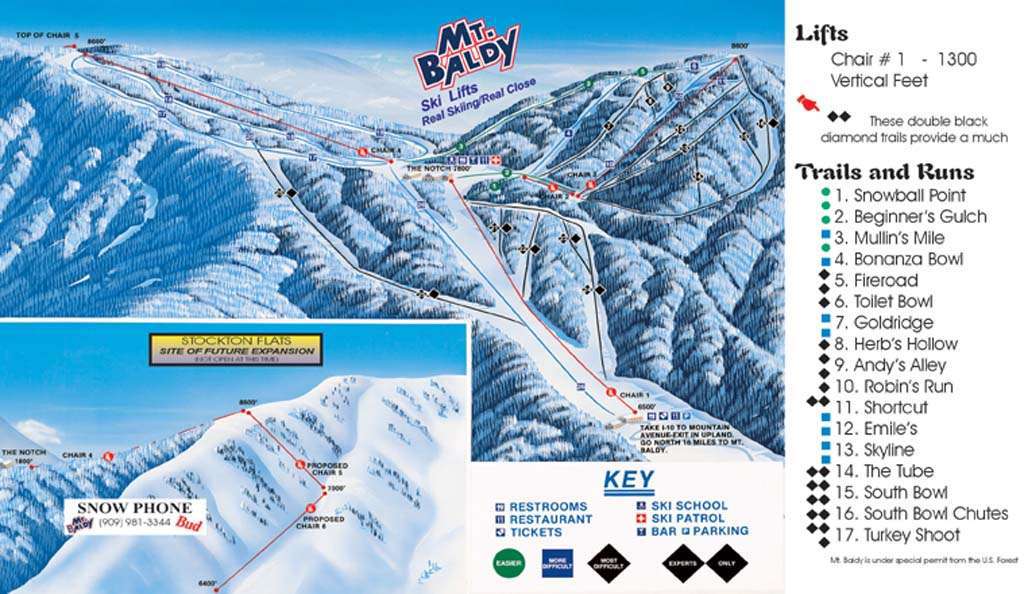 TOP OF CHAIR 5
8600'
MT.
BALDY
Ski Lifts
Real Skiing/Real Close
8600'
CHAIR 4
THE NOTCH 7800'
CHAIR 3
CHAIR 2
CHAIR 1
6500'
TAKE I-10 TO MOUNTAIN
AVENUE-EXIT IN UPLAND.
GO NORTH 16 MILES TO MT.
BALDY.
STOCKTON FLATS
SITE OF FUTURE EXPANSION
(NOT OPEN AT THIS TIME)
8600'
THE NOTCH
CHAIR 4
PROPOSED
CHAIR 5
PROPOSED
CHAIR 6
6400'
SNOW PHONE
MT. BALDY (909) 981-3344 Bud
KEY
RESTROOMS
RESTAURANT
TICKETS
SKI SCHOOL
SKI PATROL
BAR P PARKING
EASIER
MORE DIFFICULT
MOST DIFFICULT
EXPERTS ONLY
Lifts
Chair # 1 - 1300
Vertical Feet
These double black
diamond trails provide a much
Trails and Runs
1. Snowball Point
2. Beginner's Gulch
3. Mullin's Mile
4. Bonanza Bowl
5. Fireroad
6. Toilet Bowl
7. Goldridge
8. Herb's Hollow
9. Andy's Alley
10. Robin's Run
11. Shortcut
12. Emile's
13. Skyline
14. The Tube
15. South Bowl
16. South Bowl Chutes
17. Turkey Shoot
Mt. Baldy is under special permit from the U.S. Forest